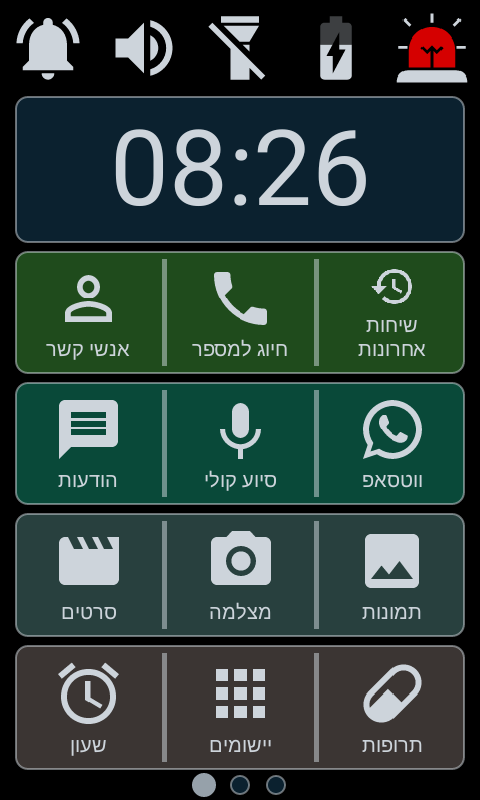 08:26
שיחות
אחרונות
חיוג למספר
אנשי קשר
ווטסאפ
סיוע קולי
הודעות
תמונות
מצלמה
סרטים
תרופות
יישומים
שעון